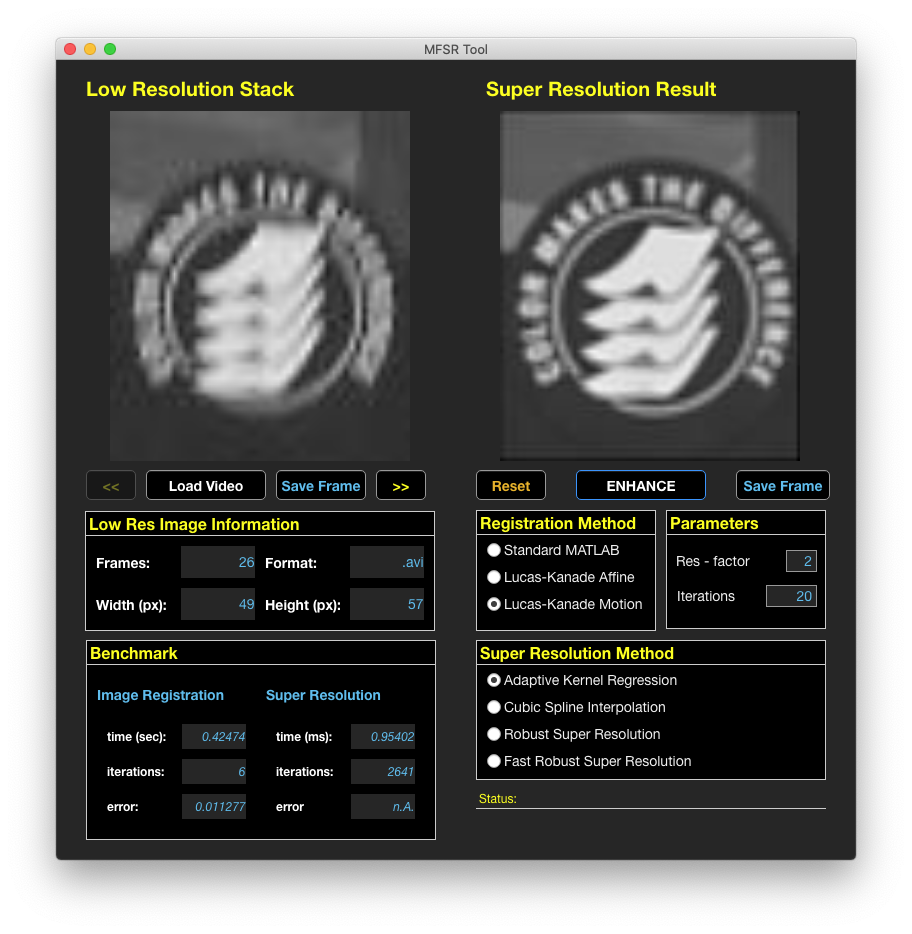 MFSR Tool
Low Resolution Stack
Super Resolution Result
COLOR MAKES THE DIFFERENCE
<<
Load Video
Save Frame
>>
Reset
ENHANCE
Save Frame
Low Res Image Information
Frames: 26 Format: .avi
Width (px): 49 Height (px): 57
Registration Method
Standard MATLAB
Lucas-Kanade Affine
Lucas-Kanade Motion
Parameters
Res - factor 2
Iterations 20
Benchmark
Image Registration
time (sec): 0.42474
iterations: 6
error: 0.011277
Super Resolution
time (ms): 0.95402
iterations: 2641
error n.A.
Super Resolution Method
Adaptive Kernel Regression
Cubic Spline Interpolation
Robust Super Resolution
Fast Robust Super Resolution
Status: